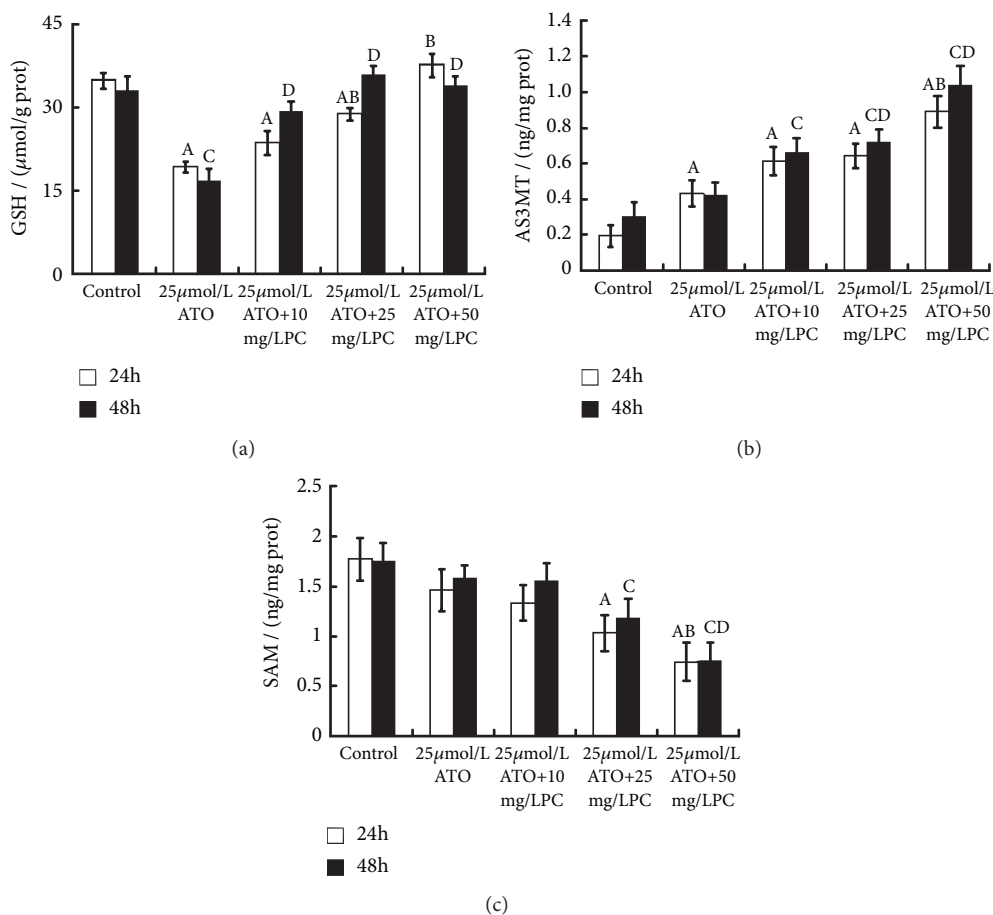 GSH / (μmol/g prot)
45
30
15
0
A
C
A
D
AB
D
B
D
Control
25μmol/L
ATO
25μmol/L
ATO+10
mg/LPC
25μmol/L
ATO+25
mg/LPC
25μmol/L
ATO+50
mg/LPC
24h
48h
(a)
AS3MT / (ng/mg prot)
1.4
1.2
1.0
0.8
0.6
0.4
0.2
0
A
A
C
A
CD
AB
CD
Control
25μmol/L
ATO
25μmol/L
ATO+10
mg/LPC
25μmol/L
ATO+25
mg/LPC
25μmol/L
ATO+50
mg/LPC
24h
48h
(b)
SAM / (ng/mg prot)
2.5
2
1.5
1
0.5
0
A
C
AB
CD
Control
25μmol/L
ATO
25μmol/L
ATO+10
mg/LPC
25μmol/L
ATO+25
mg/LPC
25μmol/L
ATO+50
mg/LPC
24h
48h
(c)